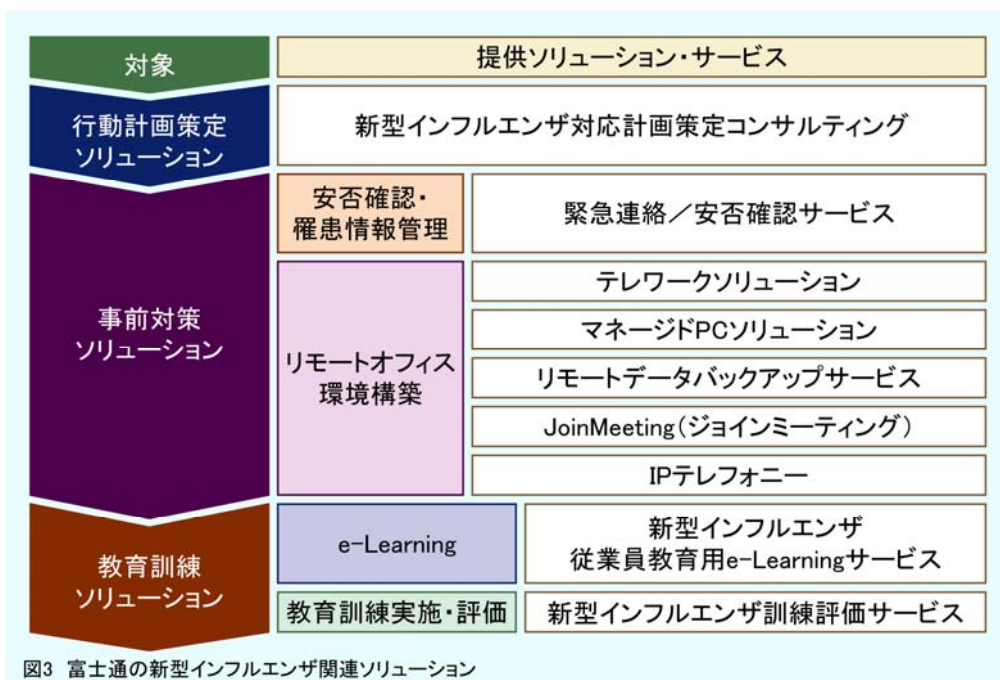 対象
提供ソリューション・サービス
行動計画策定
ソリューション
新型インフルエンザ対応計画策定コンサルティング
事前対策
ソリューション
安否確認・
罹患情報管理
緊急連絡／安否確認サービス
リモートオフィス
環境構築
テレワークソリューション
マネージドPCソリューション
リモートデータバックアップサービス
JoinMeeting（ジョインミーティング）
IPテレフォニー
教育訓練
ソリューション
e-Learning
新型インフルエンザ
従業員教育用e-Learningサービス
教育訓練実施・評価
新型インフルエンザ訓練評価サービス
図3 富士通の新型インフルエンザ関連ソリューション